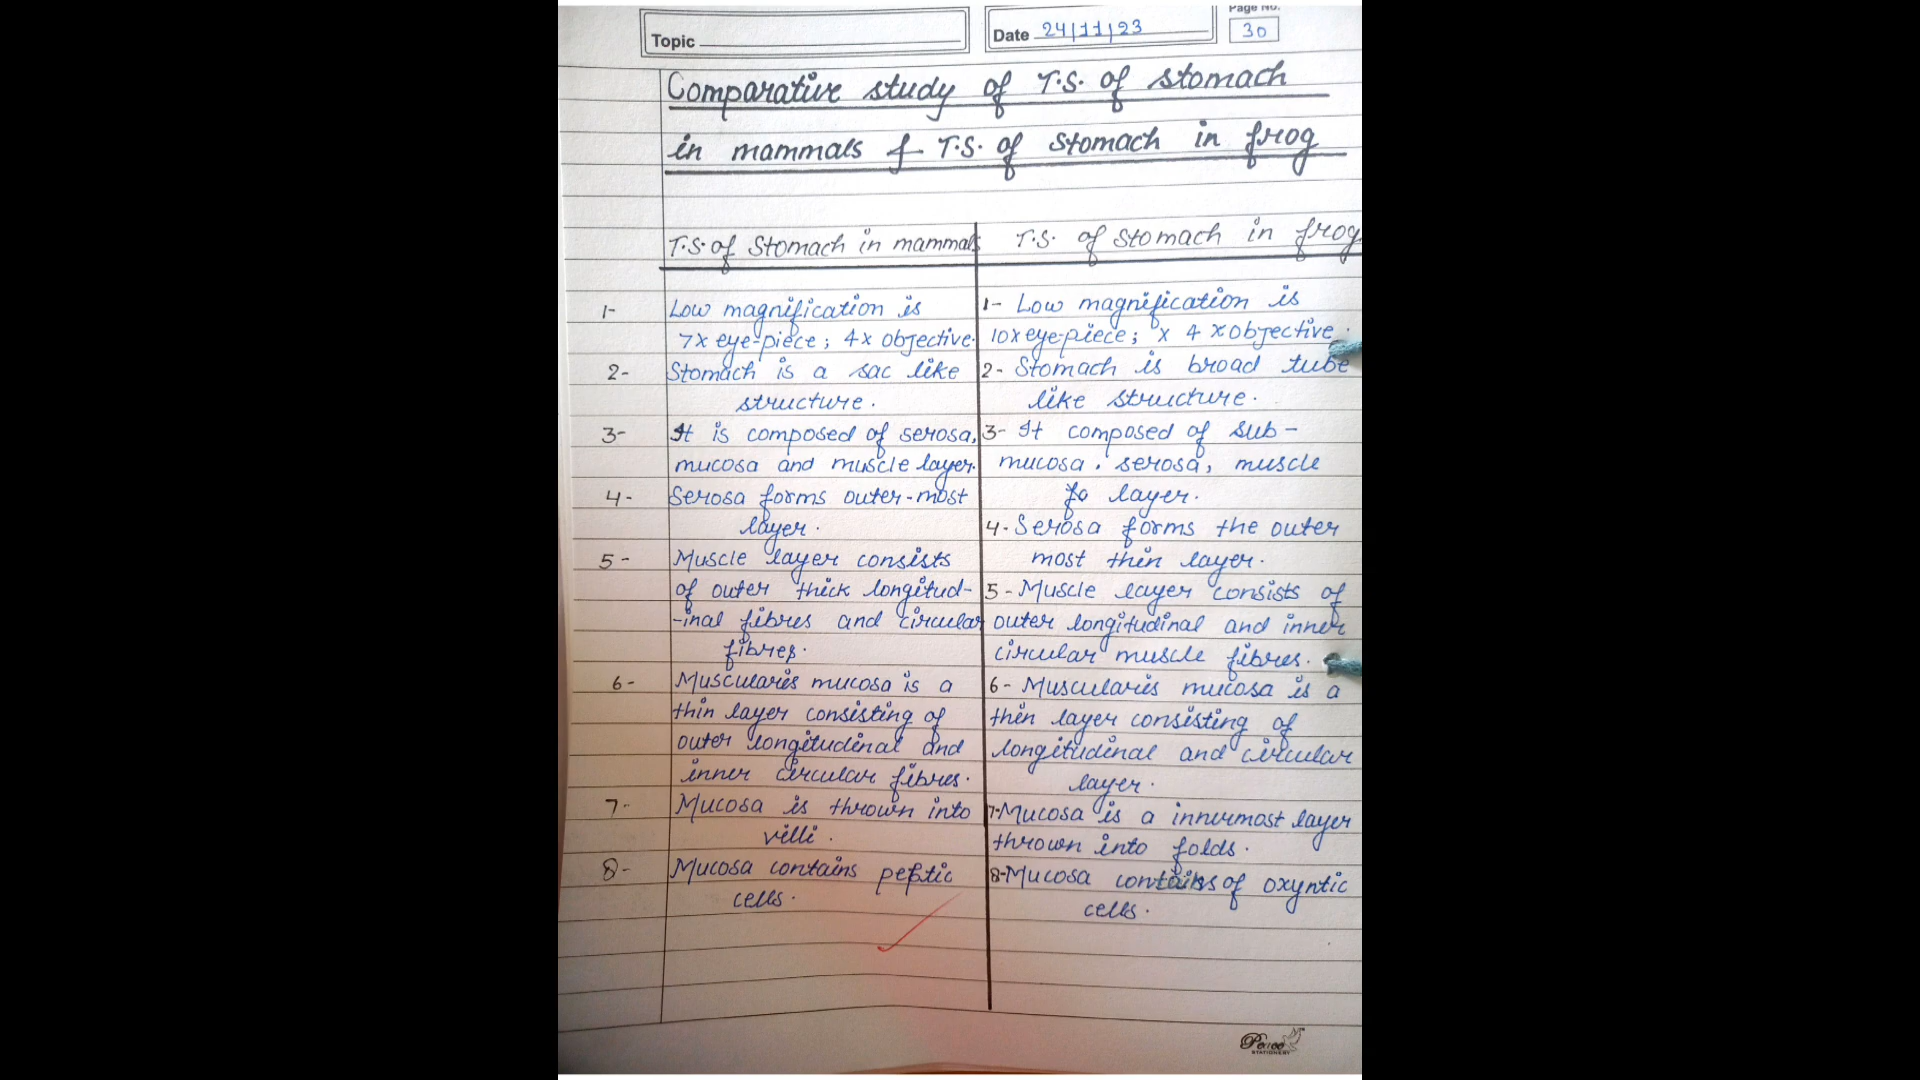 Page No.
Topic
Date 24/11/23
30
Comparative study of T.S. of stomach
in mammals & T.S. of stomach in frog
T.S. of Stomach in mammals
1- Low magnification is
7x eye-piece; 4x objective.
2- Stomach is a sac like
structure.
3- It is composed of serosa,
mucosa and muscle layer.
4- Serosa forms outer-most
layer.
5- Muscle layer consists
of outer thick longitud-
-inal fibres and circular
fibres.
6- Muscularis mucosa is a
thin layer consisting of
outer longitudinal and
inner circular fibres.
7- Mucosa is thrown into
villi.
8- Mucosa contains peptic
cells.
T.S. of Stomach in frog
1- Low magnification is
10x eye-piece; x 4 x objective.
2- Stomach is broad tube
like structure.
3- It composed of sub-
mucosa. serosa, muscle
layer.
4- Serosa forms the outer
most thin layer.
5- Muscle layer consists of
outer longitudinal and inner
circular muscle fibres.
6- Muscularis mucosa is a
thin layer consisting of
longitudinal and circular
layer.
7- Mucosa is a innermost layer
thrown into folds.
8- Mucosa contains of oxyntic
cells.
Peace
STATIONERY